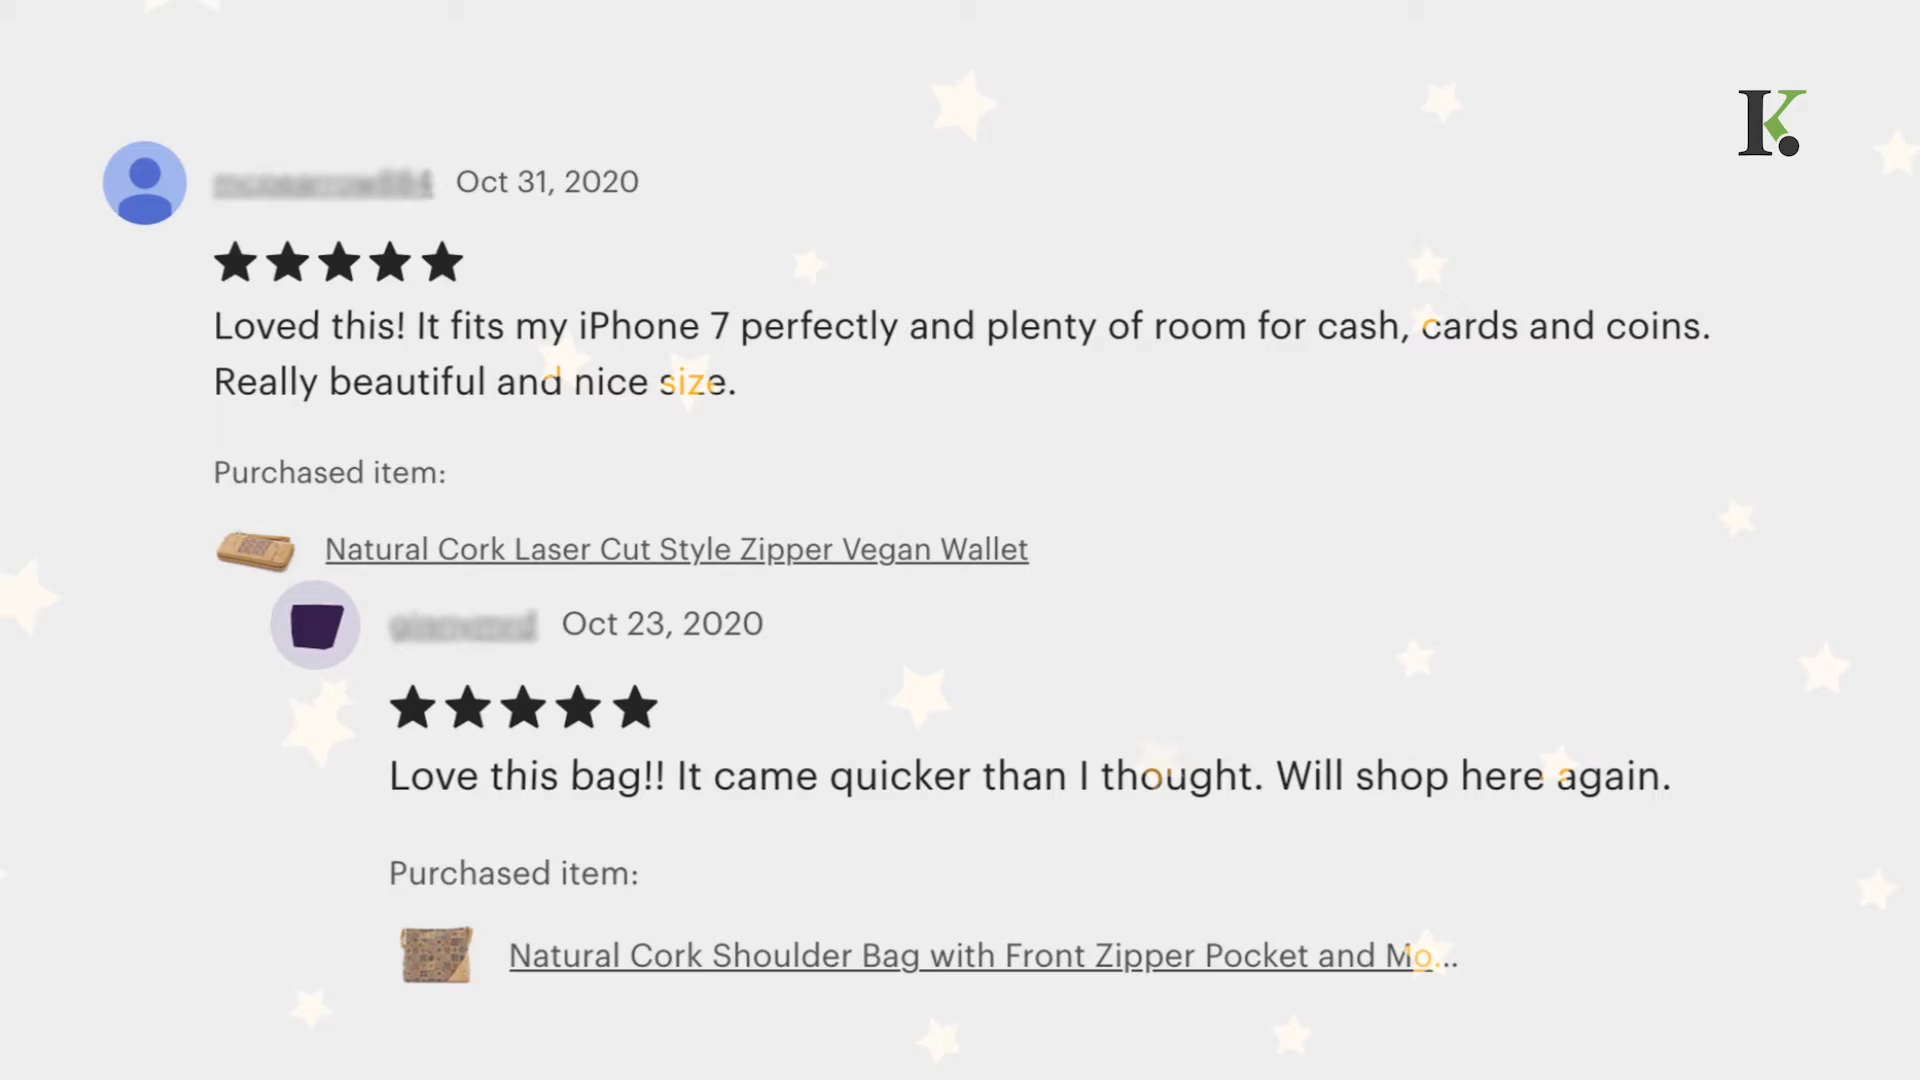 K.
Oct 31, 2020
Loved this! It fits my iPhone 7 perfectly and plenty of room for cash, cards and coins.
Really beautiful and nice size.
Purchased item:
Natural Cork Laser Cut Style Zipper Vegan Wallet
Oct 23, 2020
Love this bag!! It came quicker than I thought. Will shop here again.
Purchased item:
Natural Cork Shoulder Bag with Front Zipper Pocket and Mo...